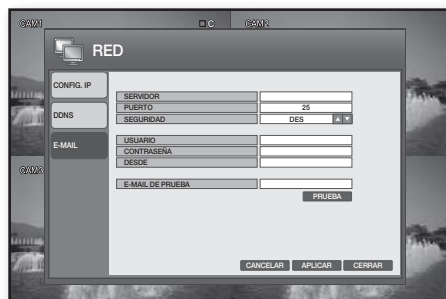 CAM1
C
CAM2
RED
CONFIG. IP
DDNS
E-MAIL
SERVIDOR
PUERTO 25
SEGURIDAD DES
USUARIO
CONTRASEÑA
DESDE
E-MAIL DE PRUEBA
PRUEBA
CAM3
CANCELAR APLICAR CERRAR